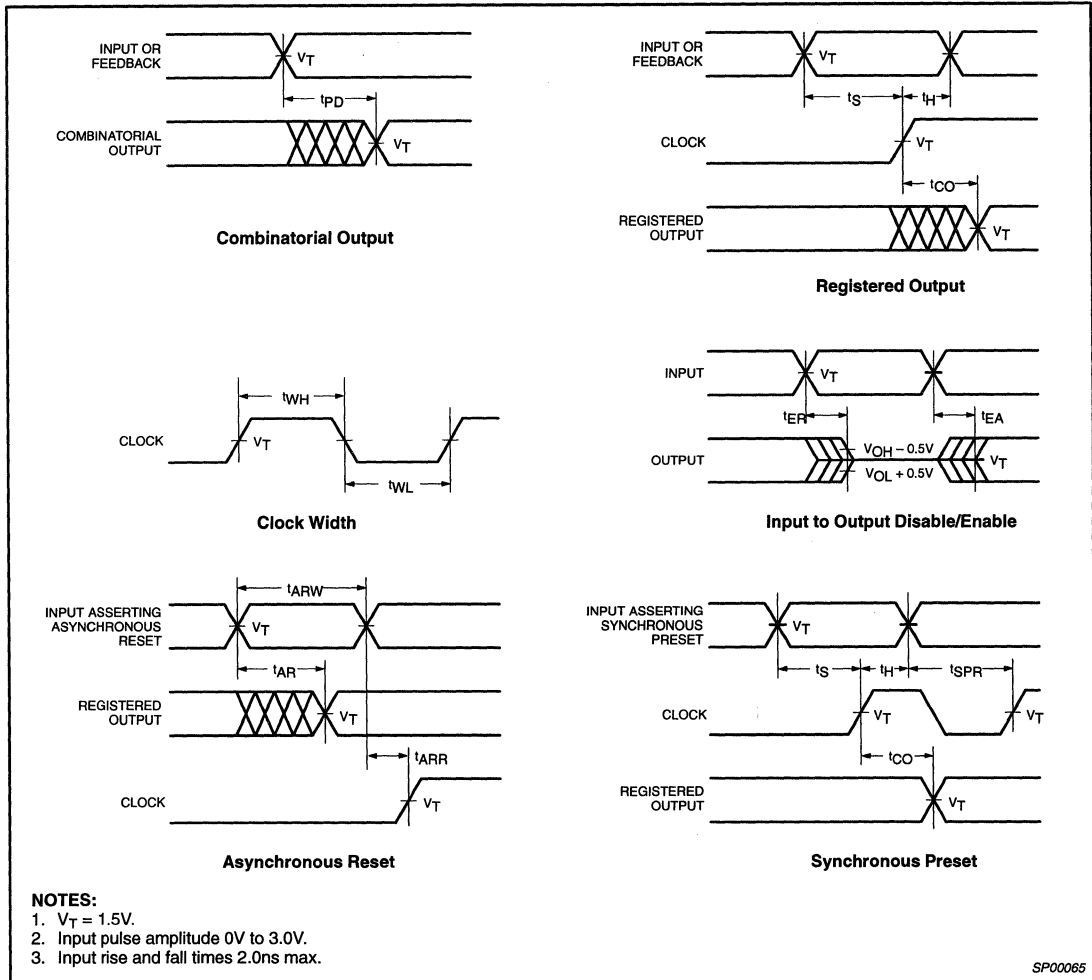 INPUT OR
FEEDBACK
VT
tPD
COMBINATORIAL
OUTPUT
VT
Combinatorial Output
INPUT OR
FEEDBACK
VT
tS
tH
CLOCK
VT
tCO
REGISTERED
OUTPUT
VT
Registered Output
tWH
CLOCK
VT
tWL
Clock Width
INPUT
VT
tER
tEA
OUTPUT
VOH – 0.5V
VOL + 0.5V
VT
Input to Output Disable/Enable
tARW
INPUT ASSERTING
ASYNCHRONOUS
RESET
VT
tAR
REGISTERED
OUTPUT
VT
tARR
CLOCK
VT
Asynchronous Reset
INPUT ASSERTING
SYNCHRONOUS
PRESET
VT
tS
tH
tSPR
CLOCK
VT
VT
tCO
REGISTERED
OUTPUT
VT
Synchronous Preset
NOTES:
1. VT = 1.5V.
2. Input pulse amplitude 0V to 3.0V.
3. Input rise and fall times 2.0ns max.
SP00065